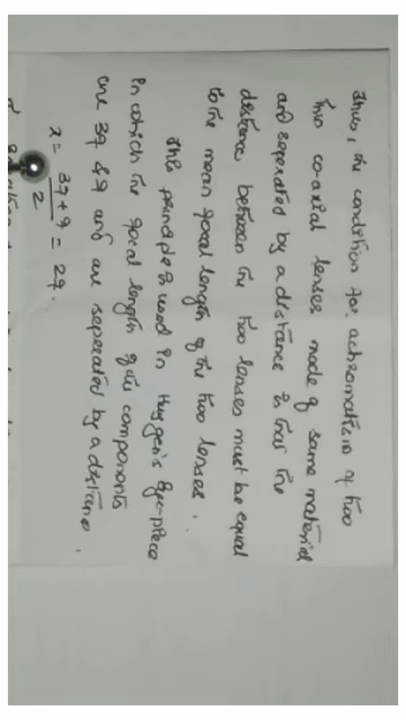 Thus, the condition for achromatism of two
thin co-axial lenses made of same material
and seperated by a distance is that the
distance between the two lenses must be equal
to the mean focal length of the two lenses.
This principle is used in Huygen's Eye-piece
in which the focal length of its components
are 3f & f and are seperated by a distance.
x = 3f + f / 2 = 2f.